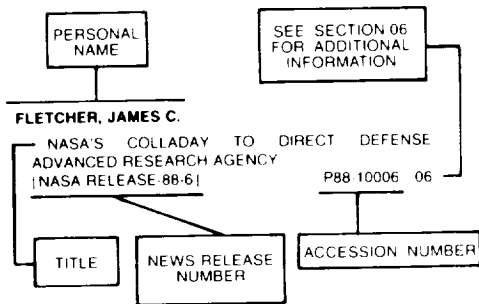 PERSONAL
NAME
SEE SECTION 06
FOR ADDITIONAL
INFORMATION
FLETCHER, JAMES C.
NASA'S COLLADAY TO DIRECT DEFENSE
ADVANCED RESEARCH AGENCY
[NASA RELEASE-88-6] P88-10006 06
TITLE
NEWS RELEASE
NUMBER
ACCESSION NUMBER